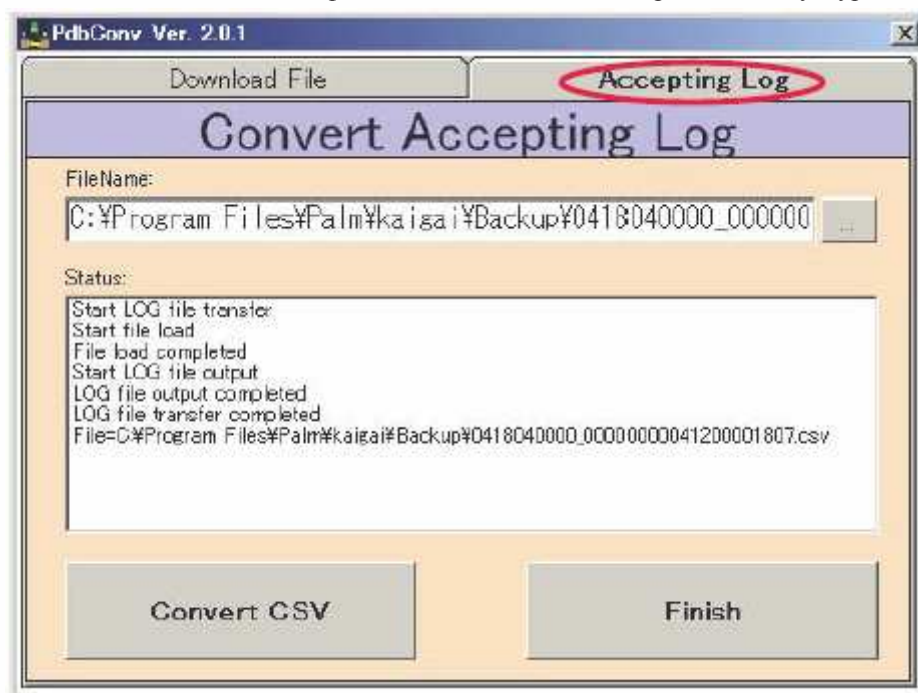 PdbConv Ver. 2.0.1
Download File
Accepting Log
Convert Accepting Log
FileName:
C:¥Program Files¥Palm¥kaigai¥Backup¥0418040000_000000
...
Status:
Start LOG file transfer
Start file load
File load completed
Start LOG file output
LOG file output completed
LOG file transfer completed
File=C¥Program Files¥Palm¥kaigai¥Backup¥0418040000_00000000041200001807.csv
Convert CSV
Finish